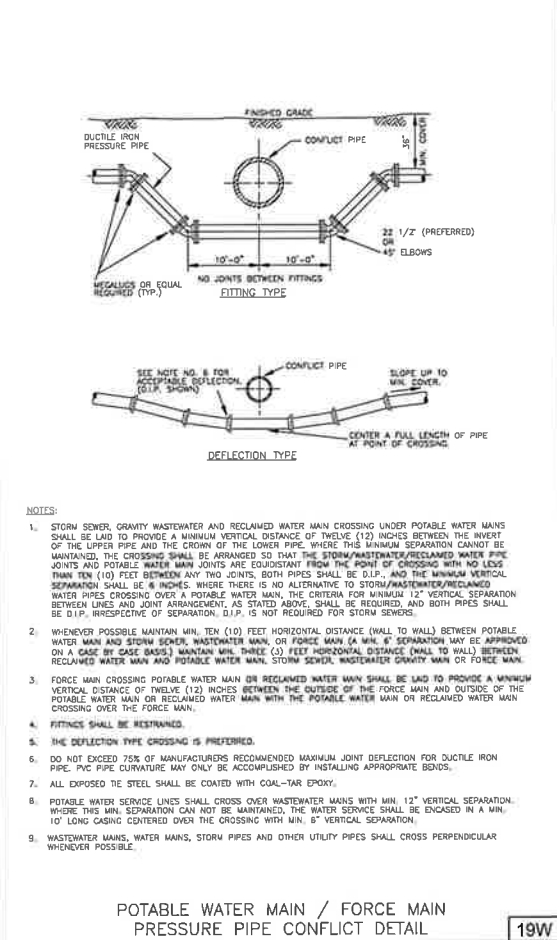 FINISHED GRADE
DUCTILE IRON
PRESSURE PIPE
CONFLICT PIPE
36"
MIN. COVER
22 1/2° (PREFERRED)
OR
45° ELBOWS
10'-0" 10'-0"
MEGALUGS OR EQUAL
REQUIRED (TYP.)
NO JOINTS BETWEEN FITTINGS
FITTING TYPE
SEE NOTE NO. 6 FOR
ACCEPTABLE DEFLECTION.
(D.I.P. SHOWN)
CONFLICT PIPE
SLOPE UP TO
MIN. COVER.
CENTER A FULL LENGTH OF PIPE
AT POINT OF CROSSING.
DEFLECTION TYPE
NOTES:
1. STORM SEWER, GRAVITY WASTEWATER AND RECLAIMED WATER MAIN CROSSING UNDER POTABLE WATER MAINS
SHALL BE LAID TO PROVIDE A MINIMUM VERTICAL DISTANCE OF TWELVE (12) INCHES BETWEEN THE INVERT
OF THE UPPER PIPE AND THE CROWN OF THE LOWER PIPE. WHERE THIS MINIMUM SEPARATION CANNOT BE
MAINTAINED, THE CROSSING SHALL BE ARRANGED SO THAT THE STORM/WASTEWATER/RECLAIMED WATER PIPE
JOINTS AND POTABLE WATER MAIN JOINTS ARE EQUIDISTANT FROM THE POINT OF CROSSING WITH NO LESS
THAN TEN (10) FEET BETWEEN ANY TWO JOINTS, BOTH PIPES SHALL BE D.I.P., AND THE MINIMUM VERTICAL
SEPARATION SHALL BE 6 INCHES. WHERE THERE IS NO ALTERNATIVE TO STORM/WASTEWATER/RECLAIMED
WATER PIPES CROSSING OVER A POTABLE WATER MAIN, THE CRITERIA FOR MINIMUM 12" VERTICAL SEPARATION
BETWEEN LINES AND JOINT ARRANGEMENT, AS STATED ABOVE, SHALL BE REQUIRED, AND BOTH PIPES SHALL
BE D.I.P. IRRESPECTIVE OF SEPARATION. D.I.P. IS NOT REQUIRED FOR STORM SEWERS.
2. WHENEVER POSSIBLE MAINTAIN MIN. TEN (10) FEET HORIZONTAL DISTANCE (WALL TO WALL) BETWEEN POTABLE
WATER MAIN AND STORM SEWER, WASTEWATER MAIN, OR FORCE MAIN. (A MIN. 6' SEPARATION MAY BE APPROVED
ON A CASE BY CASE BASIS.) MAINTAIN MIN. THREE (3) FEET HORIZONTAL DISTANCE (WALL TO WALL) BETWEEN
RECLAIMED WATER MAIN AND POTABLE WATER MAIN, STORM SEWER, WASTEWATER GRAVITY MAIN OR FORCE MAIN.
3. FORCE MAIN CROSSING POTABLE WATER MAIN OR RECLAIMED WATER MAIN SHALL BE LAID TO PROVIDE A MINIMUM
VERTICAL DISTANCE OF TWELVE (12) INCHES BETWEEN THE OUTSIDE OF THE FORCE MAIN AND OUTSIDE OF THE
POTABLE WATER MAIN OR RECLAIMED WATER MAIN WITH THE POTABLE WATER MAIN OR RECLAIMED WATER MAIN
CROSSING OVER THE FORCE MAIN.
4. FITTINGS SHALL BE RESTRAINED.
5. THE DEFLECTION TYPE CROSSING IS PREFERRED.
6. DO NOT EXCEED 75% OF MANUFACTURERS RECOMMENDED MAXIMUM JOINT DEFLECTION FOR DUCTILE IRON
PIPE. PVC PIPE CURVATURE MAY ONLY BE ACCOMPLISHED BY INSTALLING APPROPRIATE BENDS.
7. ALL EXPOSED TIE STEEL SHALL BE COATED WITH COAL-TAR EPOXY.
8. POTABLE WATER SERVICE LINES SHALL CROSS OVER WASTEWATER MAINS WITH MIN. 12" VERTICAL SEPARATION.
WHERE THIS MIN. SEPARATION CAN NOT BE MAINTAINED, THE WATER SERVICE SHALL BE ENCASED IN A MIN.
10' LONG CASING CENTERED OVER THE CROSSING WITH MIN. 6" VERTICAL SEPARATION.
9. WASTEWATER MAINS, WATER MAINS, STORM PIPES AND OTHER UTILITY PIPES SHALL CROSS PERPENDICULAR
WHENEVER POSSIBLE.
POTABLE WATER MAIN / FORCE MAIN
PRESSURE PIPE CONFLICT DETAIL
19W